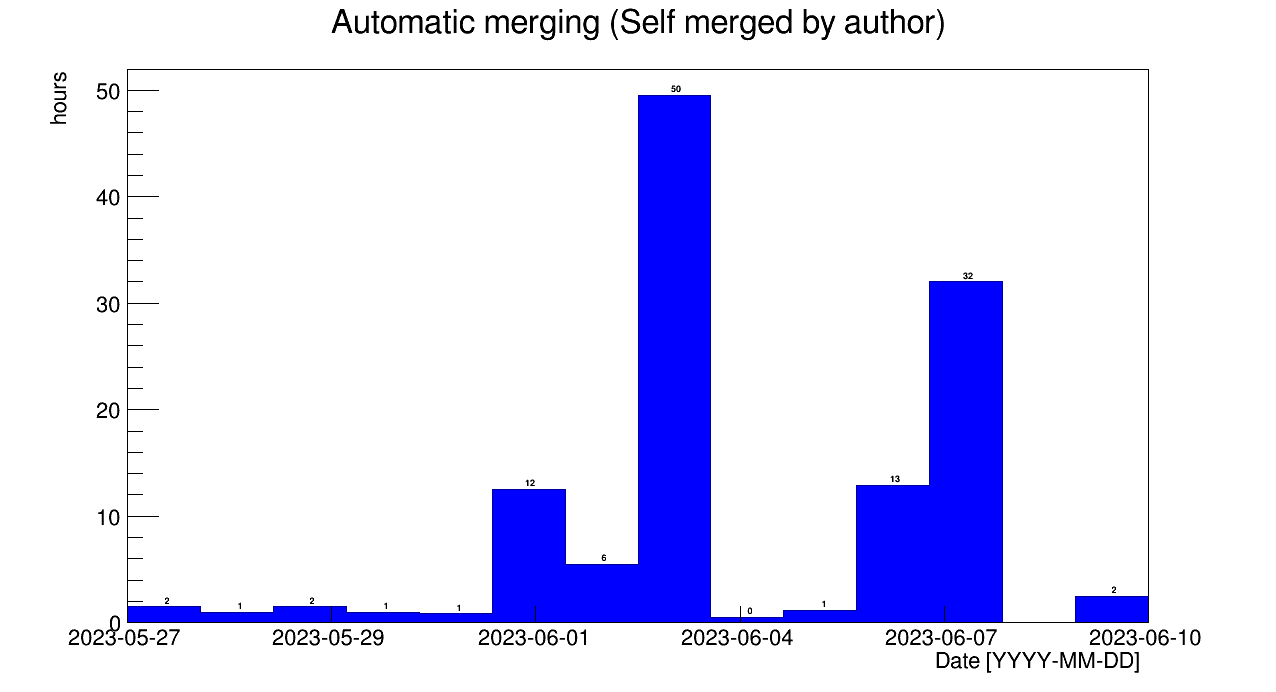 Automatic merging (Self merged by author)
hours
50
40
30
20
10
0
2 1 2 1 1 12 6 50 0 1 13 32 2
2023-05-27 2023-05-29 2023-06-01 2023-06-04 2023-06-07 2023-06-10
Date [YYYY-MM-DD]